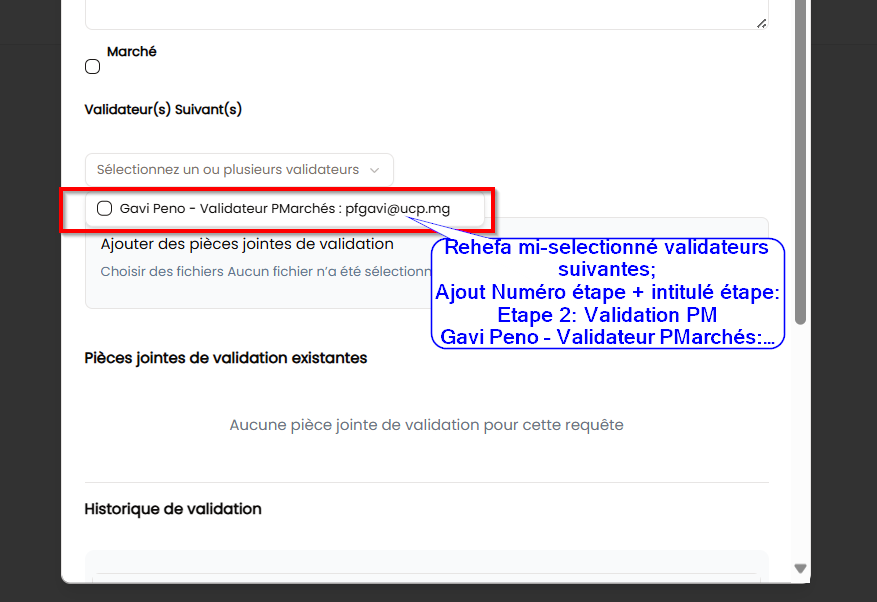 Marché
Validateur(s) Suivant(s)
Sélectionnez un ou plusieurs validateurs
Gavi Peno - Validateur PMarchés : pfgavi@ucp.mg
Ajouter des pièces jointes de validation
Choisir des fichiers Aucun fichier n'a été sélectionn
Rehefa mi-selectionné validateurs
suivantes;
Ajout Numéro étape + intitulé étape:
Etape 2: Validation PM
Gavi Peno - Validateur PMarchés:...
Pièces jointes de validation existantes
Aucune pièce jointe de validation pour cette requête
Historique de validation